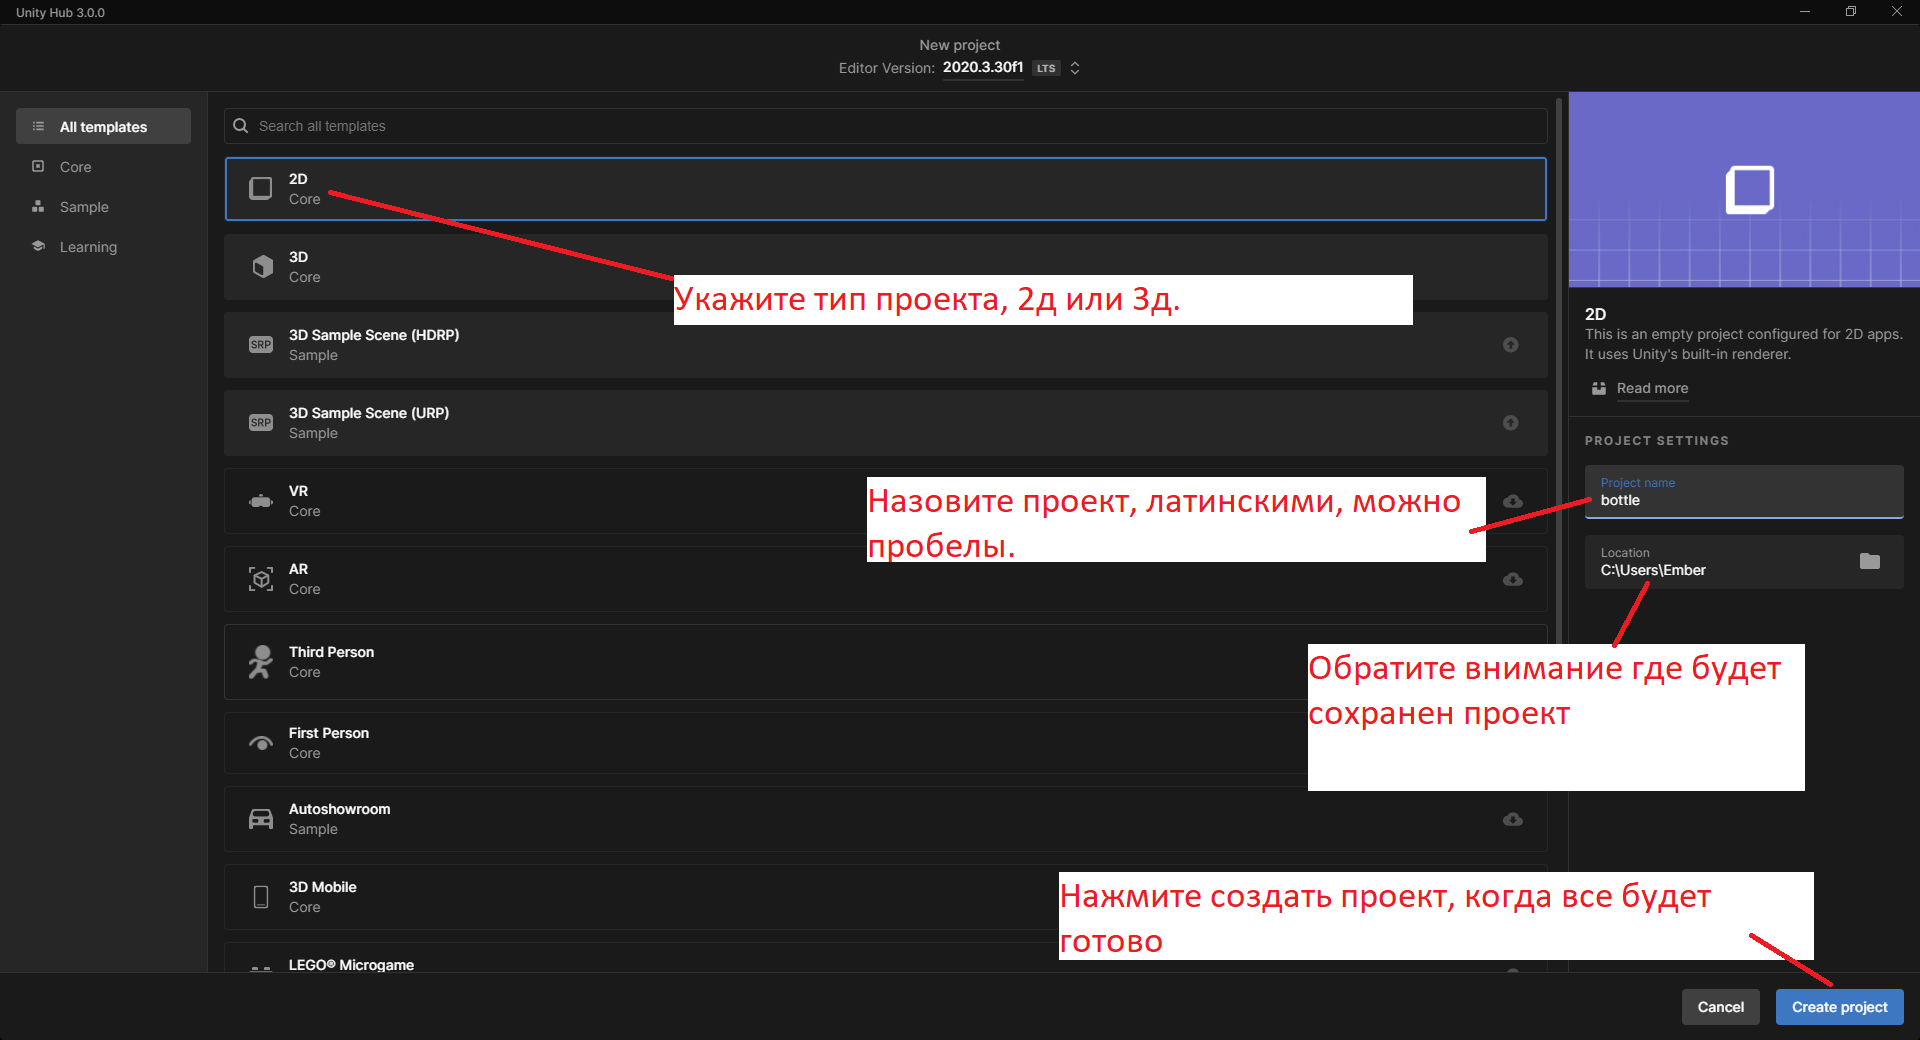 Unity Hub 3.0.0
New project
Editor Version: 2020.3.30f1 LTS
All templates
Core
Sample
Learning
Search all templates
2D
Core
3D
Core
Укажите тип проекта, 2д или 3д.
SRP
3D Sample Scene (HDRP)
Sample
SRP
3D Sample Scene (URP)
Sample
VR
Core
Назовите проект, латинскими, можно
пробелы.
AR
Core
Third Person
Core
First Person
Core
Autoshowroom
Sample
3D Mobile
Core
LEGO® Microgame
2D
This is an empty project configured for 2D apps.
It uses Unity's built-in renderer.
Read more
PROJECT SETTINGS
Project name
bottle
Location
C:\Users\Ember
Обратите внимание где будет
сохранен проект
Нажмите создать проект, когда все будет
готово
Cancel
Create project